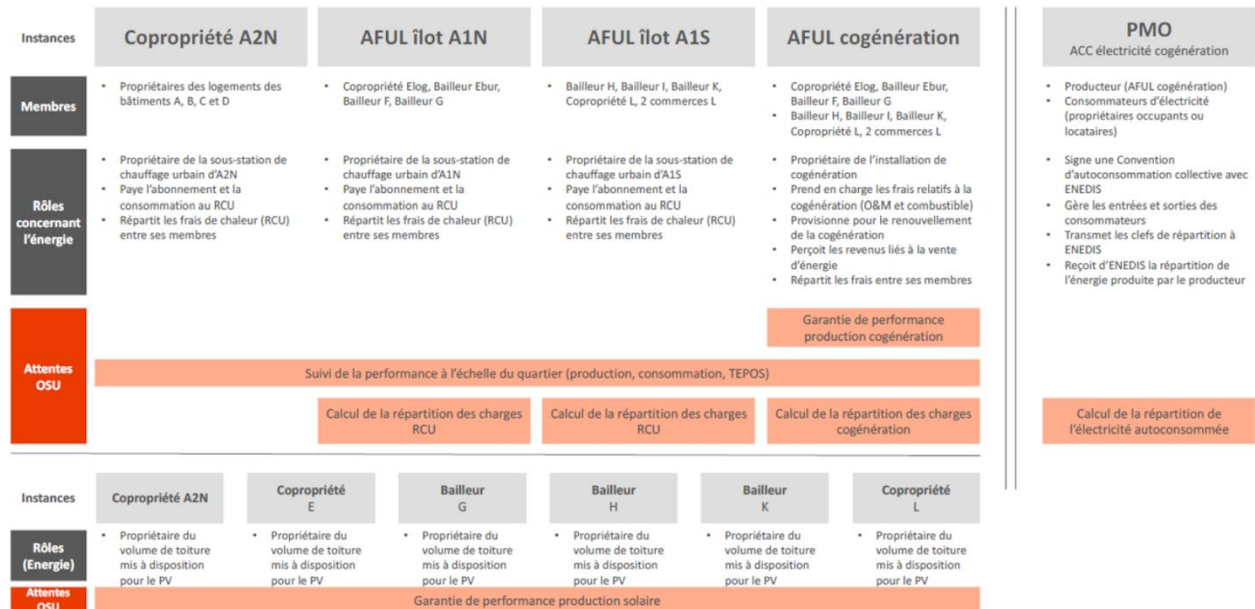 Instances
Copropriété A2N
AFUL îlot A1N
AFUL îlot A1S
AFUL cogénération
PMO
ACC électricité cogénération
Membres
• Propriétaires des logements des
bâtiments A, B, C et D
• Copropriété Elog, Bailleur Ebur,
Bailleur F, Bailleur G
• Bailleur H, Bailleur I, Bailleur K,
Copropriété L, 2 commerces L
• Copropriété Elog, Bailleur Ebur,
Bailleur F, Bailleur G
• Bailleur H, Bailleur I, Bailleur K,
Copropriété L, 2 commerces L
• Producteur (AFUL cogénération)
• Consommateurs d'électricité
(propriétaires occupants ou
locataires)
Rôles
concernant
l'énergie
• Propriétaire de la sous-station de
chauffage urbain d'A2N
• Paye l'abonnement et la
consommation au RCU
• Répartit les frais de chaleur (RCU)
entre ses membres
• Propriétaire de la sous-station de
chauffage urbain d'A1N
• Paye l'abonnement et la
consommation au RCU
• Répartit les frais de chaleur (RCU)
entre ses membres
• Propriétaire de la sous-station de
chauffage urbain d'A1S
• Paye l'abonnement et la
consommation au RCU
• Répartit les frais de chaleur (RCU)
entre ses membres
• Propriétaire de l'installation de
cogénération
• Prend en charge les frais relatifs à la
cogénération (O&M et combustible)
• Provisionne pour le renouvellement
de la cogénération
• Perçoit les revenus liés à la vente
d'énergie
• Répartit les frais entre ses membres
• Signe une Convention
d'autoconsommation collective avec
ENEDIS
• Gère les entrées et sorties des
consommateurs
• Transmet les clefs de répartition à
ENEDIS
• Reçoit d'ENEDIS la répartition de
l'énergie produite par le producteur
Attentes
OSU
Garantie de performance
production cogénération
Suivi de la performance à l'échelle du quartier (production, consommation, TEPOS)
Calcul de la répartition des charges
RCU
Calcul de la répartition des charges
RCU
Calcul de la répartition des charges
cogénération
Calcul de la répartition de
l'électricité autoconsommée
Instances
Copropriété A2N
Copropriété
E
Bailleur
G
Bailleur
H
Bailleur
K
Copropriété
L
Rôles
(Energie)
• Propriétaire du
volume de toiture
mis à disposition
pour le PV
• Propriétaire du
volume de toiture
mis à disposition
pour le PV
• Propriétaire du
volume de toiture
mis à disposition
pour le PV
• Propriétaire du
volume de toiture
mis à disposition
pour le PV
• Propriétaire du
volume de toiture
mis à disposition
pour le PV
• Propriétaire du
volume de toiture
mis à disposition
pour le PV
Attentes
OSU
Garantie de performance production solaire